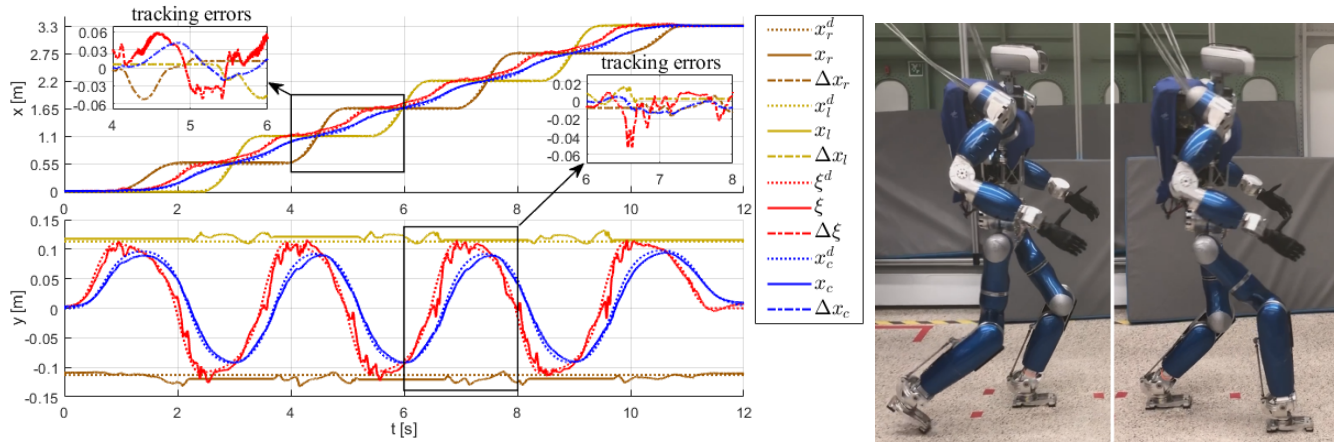 tracking errors
0.06
0.03
0
-0.03
-0.06
4
5
6
x [m]
3.3
2.75
2.2
1.65
1.1
0.55
0
0 2 4 6 8 10 12
tracking errors
0.02
0
-0.02
-0.04
-0.06
6
7
8
y [m]
0.15
0.1
0.05
0
-0.05
-0.1
-0.15
0 2 4 6 8 10 12
t [s]
x_r^d
x_r
Δx_r
x_l^d
x_l
Δx_l
ξ^d
ξ
Δξ
x_c^d
x_c
Δx_c